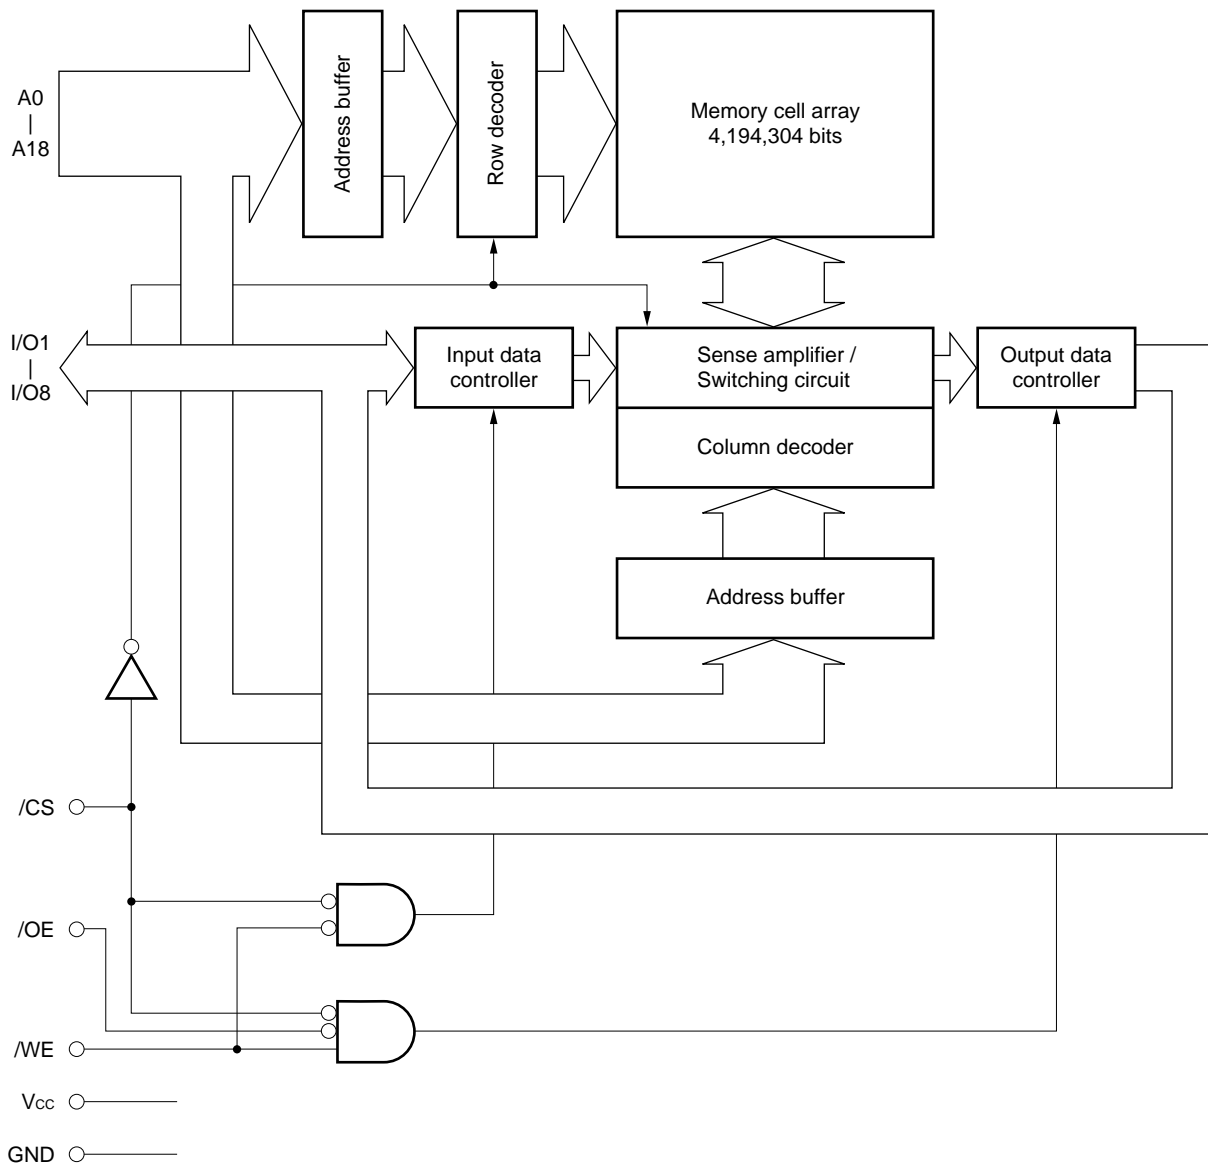 A0
|
A18
Address buffer
Row decoder
Memory cell array
4,194,304 bits
I/O1
|
I/O8
Input data
controller
Sense amplifier /
Switching circuit
Output data
controller
Column decoder
Address buffer
/CS
/OE
/WE
VCC
GND